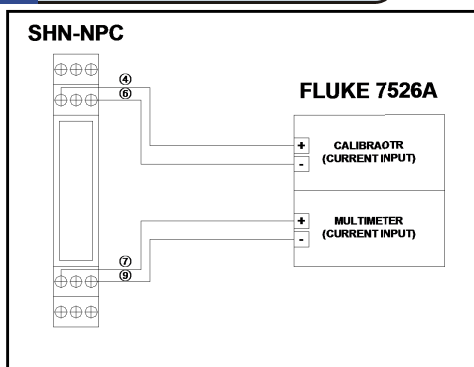 SHN-NPC
④
⑥
FLUKE 7526A
+ CALIBRAOTR
- (CURRENT INPUT)
⑦
⑨
+ MULTIMETER
- (CURRENT INPUT)